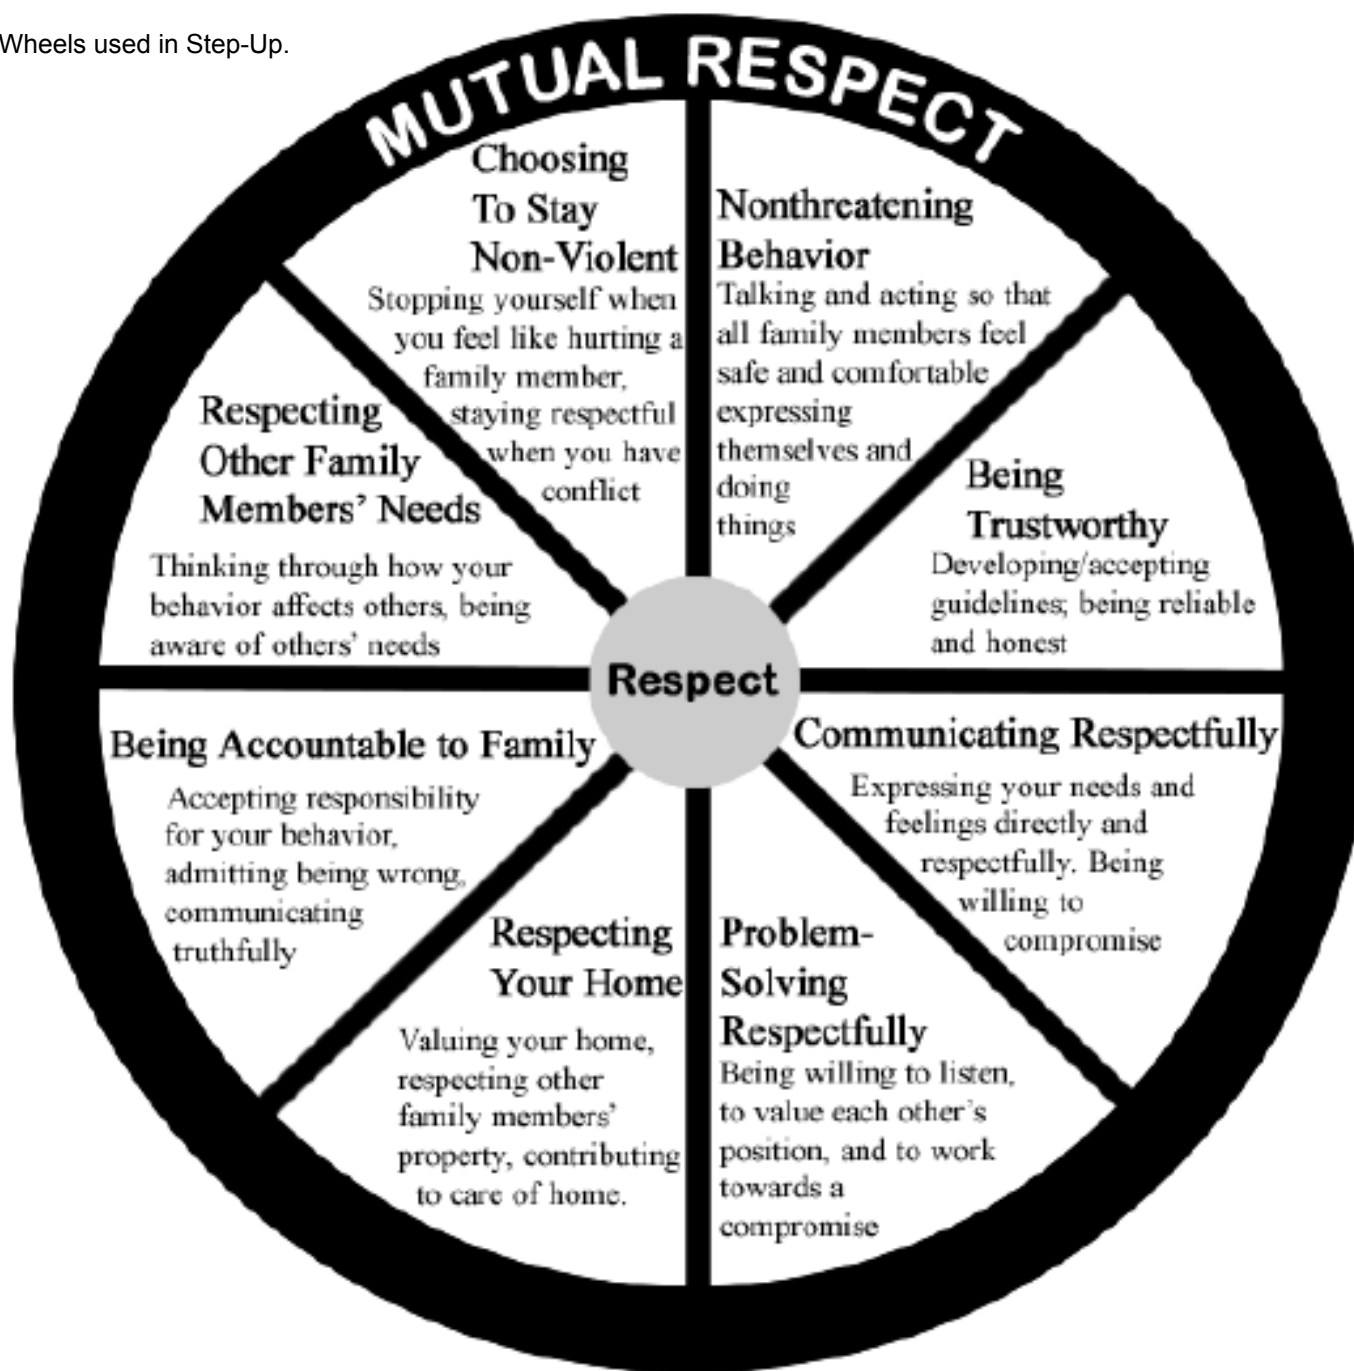 Wheels used in Step-Up.
MUTUAL RESPECT
Choosing
To Stay
Non-Violent
Stopping yourself when
you feel like hurting a
family member,
staying respectful
when you have
conflict
Nonthreatening
Behavior
Talking and acting so that
all family members feel
safe and comfortable
expressing
themselves and
doing
things
Being
Trustworthy
Developing/accepting
guidelines; being reliable
and honest
Communicating Respectfully
Expressing your needs and
feelings directly and
respectfully. Being
willing to
compromise
Problem-
Solving
Respectfully
Being willing to listen,
to value each other's
position, and to work
towards a
compromise
Respecting
Your Home
Valuing your home,
respecting other
family members'
property, contributing
to care of home.
Being Accountable to Family
Accepting responsibility
for your behavior,
admitting being wrong,
communicating
truthfully
Respecting
Other Family
Members' Needs
Thinking through how your
behavior affects others, being
aware of others' needs
Respect